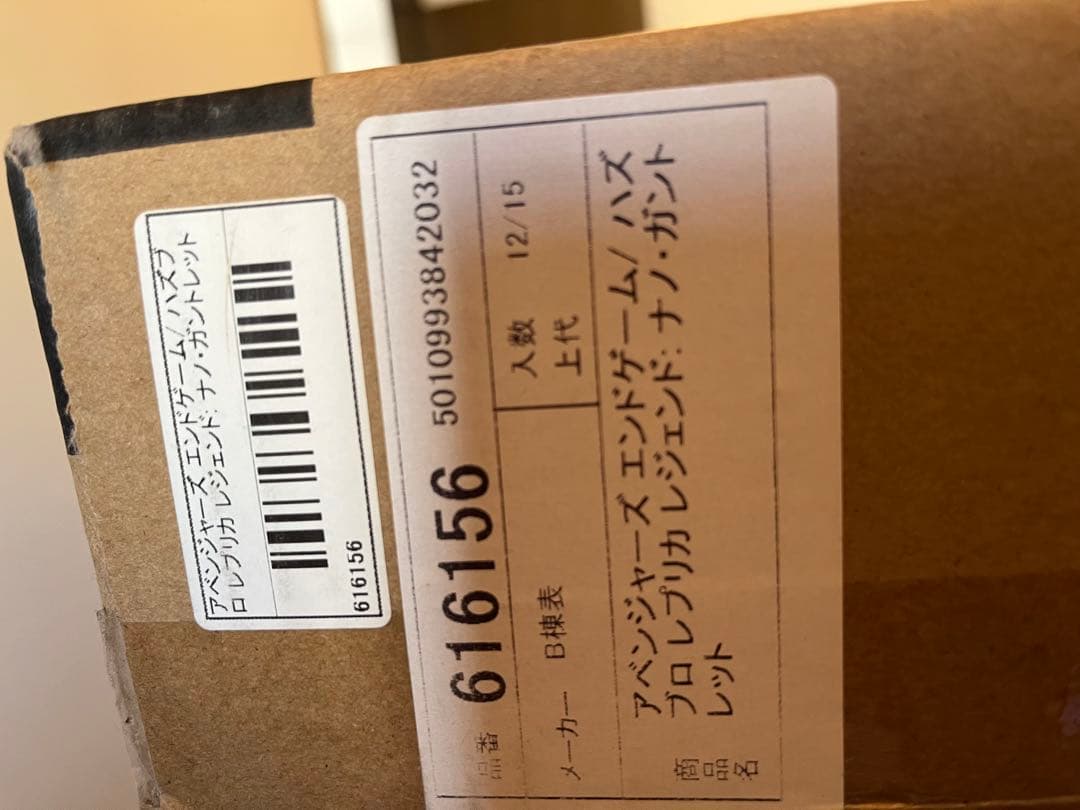 アベンジャーズ エンドゲーム/ ハズブ
ロ レプリカ レジェンド: ナノ・ガントレット
616156
品番 616156 5010993842032
メーカー B棟表 入数 12/15
上代
商品名 アベンジャーズ エンドゲーム/ ハズ
ブロ レプリカ レジェンド: ナノ・ガント
レット